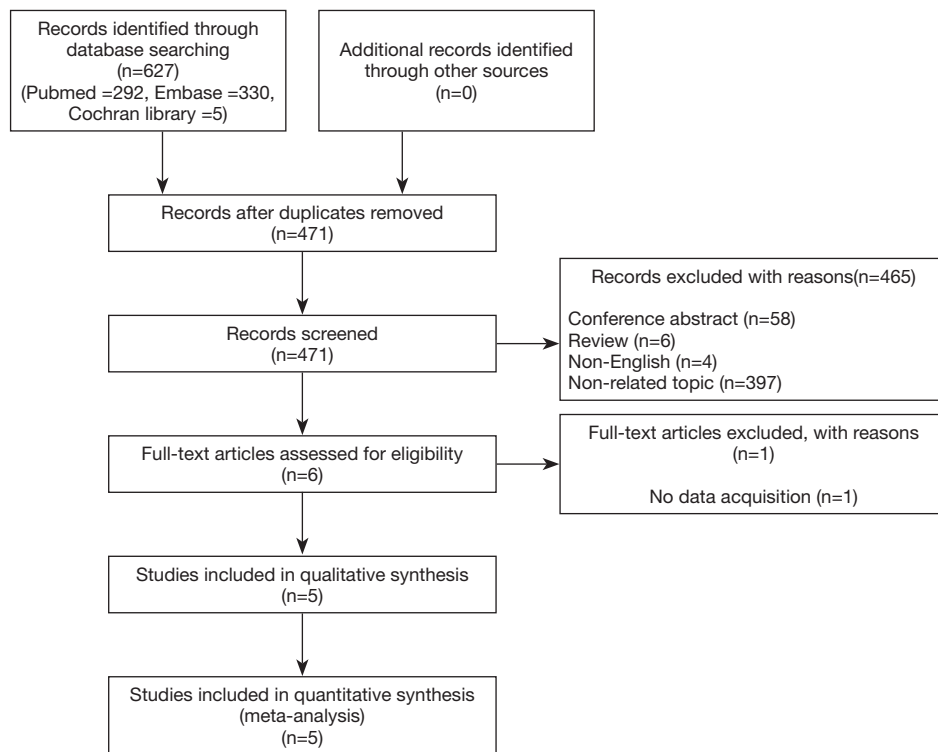 Records identified through
database searching
(n=627)
(Pubmed =292, Embase =330,
Cochran library =5)
Additional records identified
through other sources
(n=0)
Records after duplicates removed
(n=471)
Records screened
(n=471)
Records excluded with reasons(n=465)
Conference abstract (n=58)
Review (n=6)
Non-English (n=4)
Non-related topic (n=397)
Full-text articles assessed for eligibility
(n=6)
Full-text articles excluded, with reasons
(n=1)
No data acquisition (n=1)
Studies included in qualitative synthesis
(n=5)
Studies included in quantitative synthesis
(meta-analysis)
(n=5)